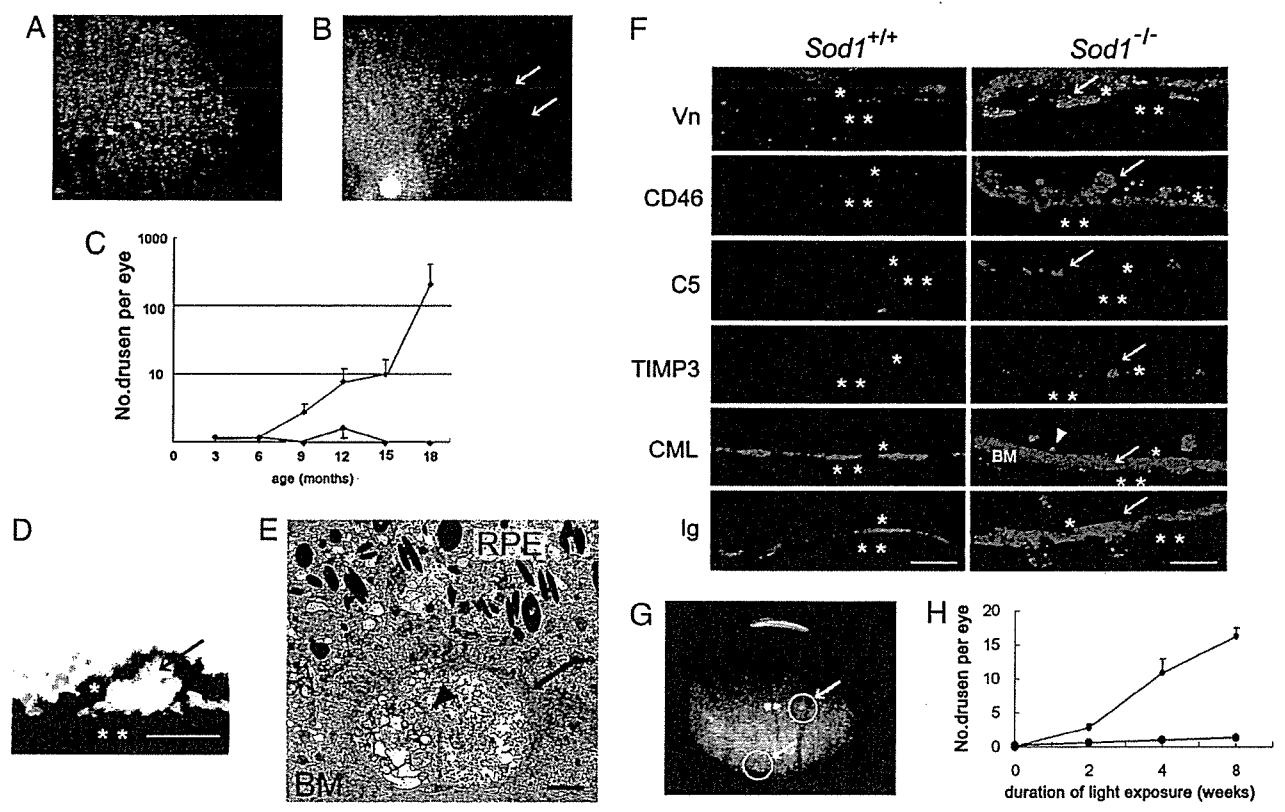 A
B
C
No.drusen per eye
1000
100
10
0 3 6 9 12 15 18
age (months)
D
*
* *
E
RPE
BM
F
Sod1+/+
Sod1-/-
Vn
* * *
* * *
CD46
* * *
* * *
C5
* * *
* * *
TIMP3
* * *
* * *
CML
* * *
BM
* * *
Ig
* * *
* * *
G
H
No.drusen per eye
20
15
10
5
0
0 2 4 8
duration of light exposure (weeks)